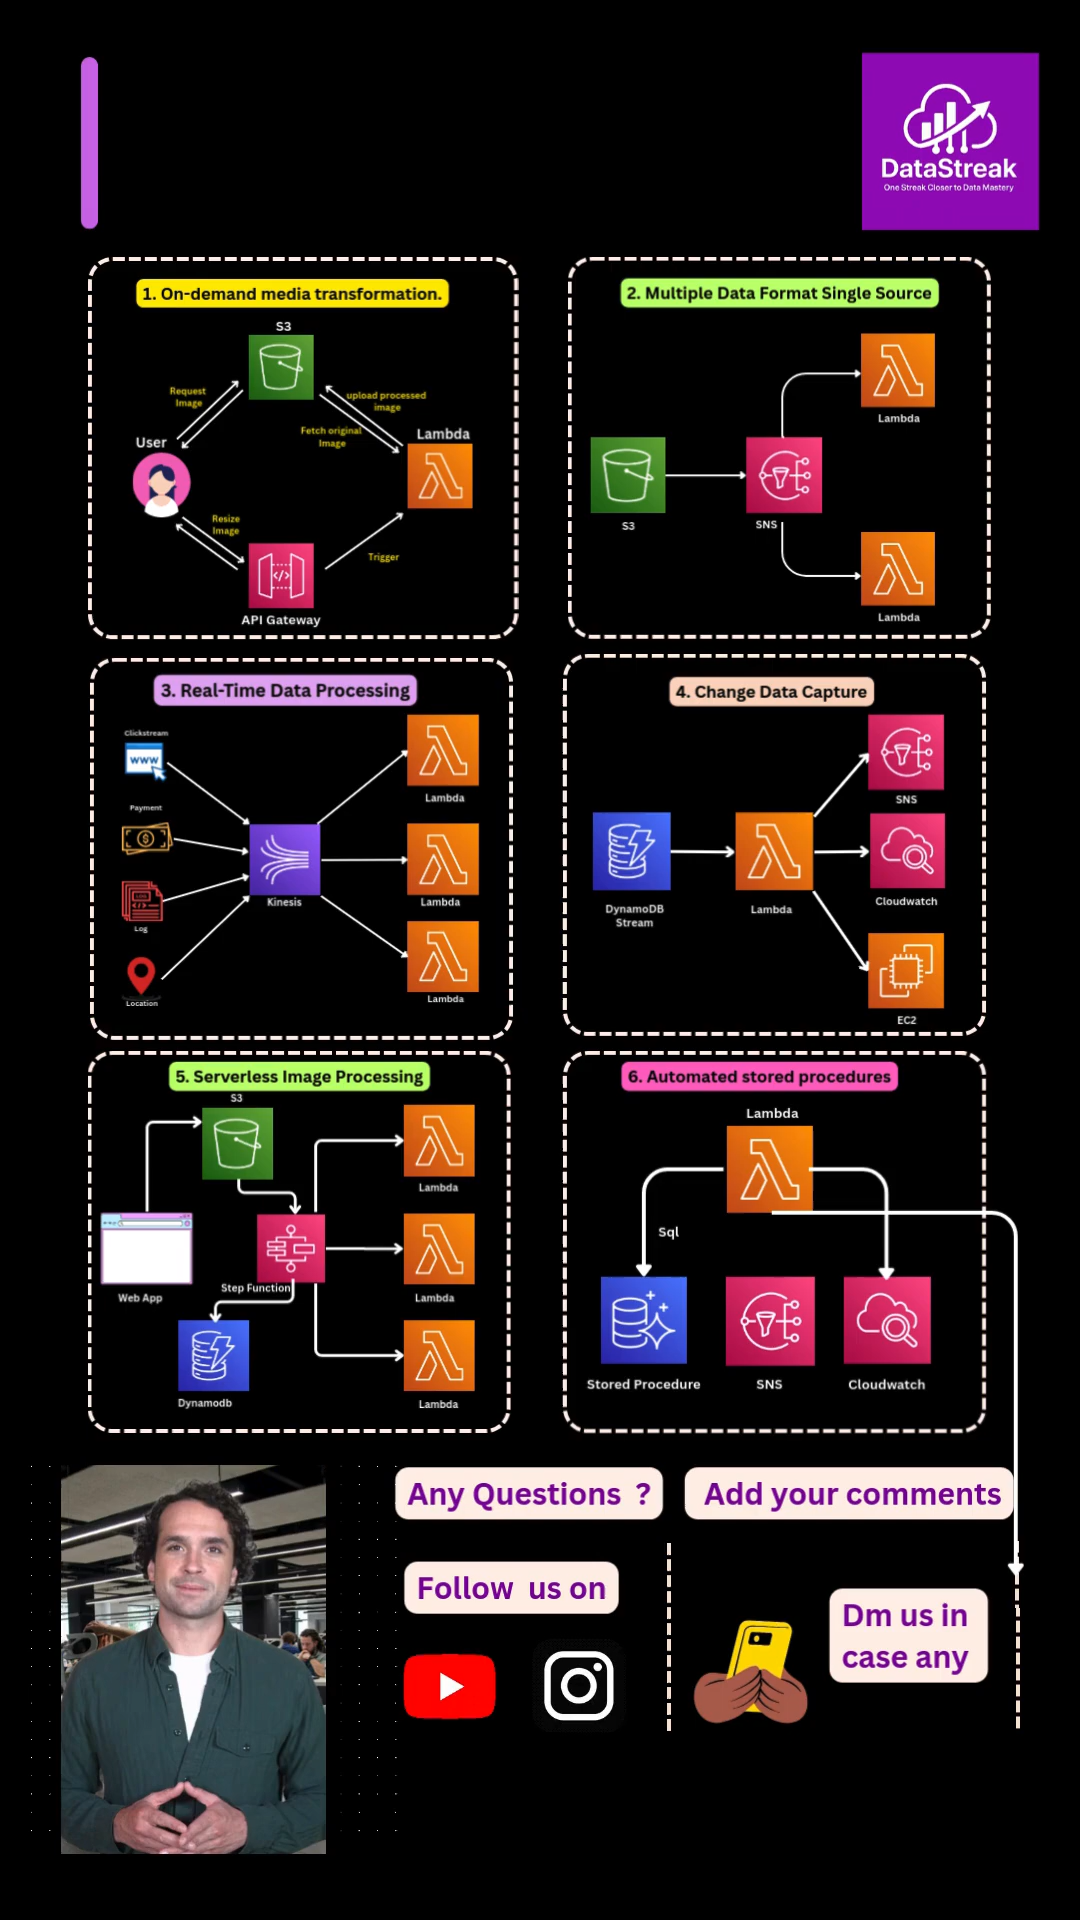 DataStreak
One Streak Closer to Data Mastery
1. On-demand media transformation.
S3
Request
Image
upload processed
image
Fetch original
Image
User
Lambda
Resize
Image
Trigger
API Gateway
2. Multiple Data Format Single Source
Lambda
S3
SNS
Lambda
3. Real-Time Data Processing
Clickstream
WWW
Payment
Log
Location
Kinesis
Lambda
Lambda
Lambda
4. Change Data Capture
SNS
DynamoDB
Stream
Lambda
Cloudwatch
EC2
5. Serverless Image Processing
S3
Lambda
Web App
Step Function
Lambda
Dynamodb
Lambda
6. Automated stored procedures
Lambda
Sql
Stored Procedure
SNS
Cloudwatch
Any Questions ?
Add your comments
Follow us on
Dm us in
case any